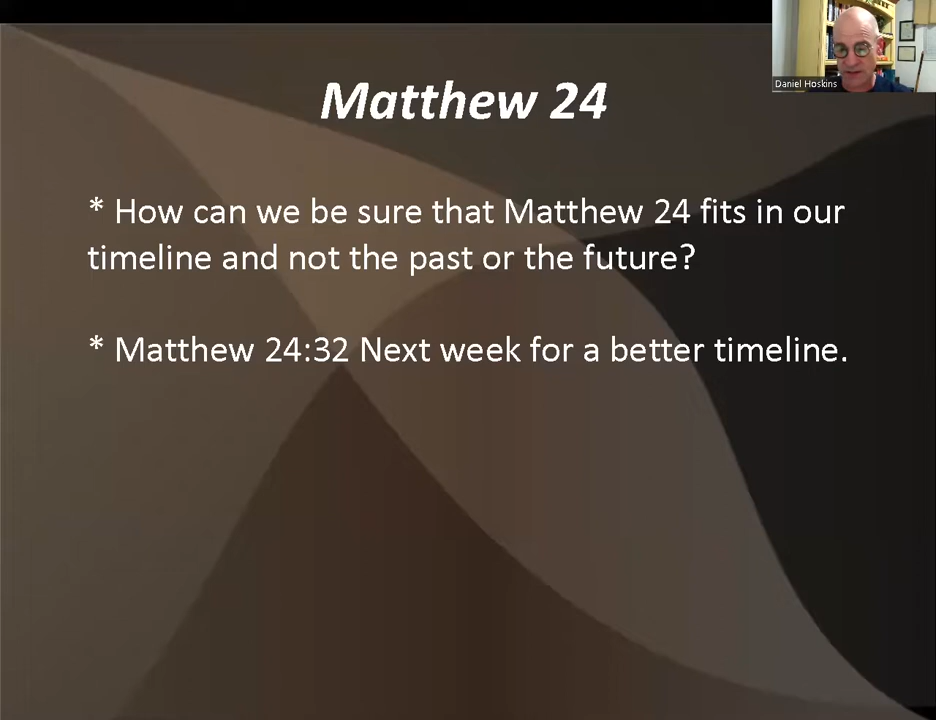 Daniel Hoskins
Matthew 24
* How can we be sure that Matthew 24 fits in our
timeline and not the past or the future?
* Matthew 24:32 Next week for a better timeline.